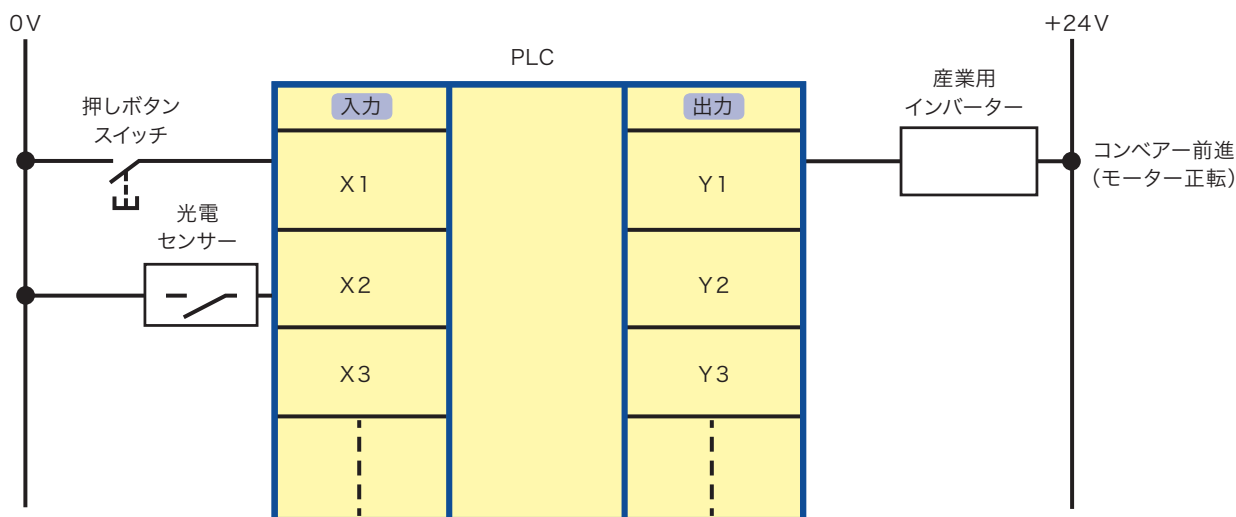 0V
+24V
PLC
押しボタン
スイッチ
入力
出力
産業用
インバーター
コンベアー前進
(モーター正転)
X1
Y1
光電
センサー
X2
Y2
X3
Y3